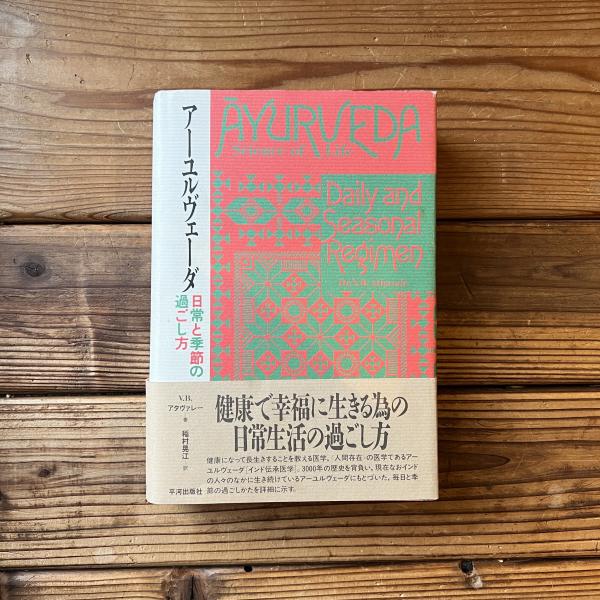 アーユルヴェーダ
日常と季節の
過ごし方
ĀYURVEDA
Science of Life
Daily and
Seasonal
Regimen
Dr. V. B. Athavale
V.B.
アタヴァレー
著
稲村晃江
訳
平河出版社
健康で幸福に生きる為の
日常生活の過ごし方
健康になって長生きすることを教える医学。「人間存在」の医学であるアー
ユルヴェーダ[インド伝承医学]。3000年の歴史を背負い、現在なおインド
の人々のなかに生き続けているアーユルヴェーダにもとづいた、毎日と季
節の過ごしかたを詳細に示す。